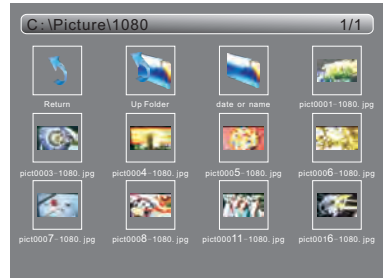 C:\Picture\1080 1/1
Return Up Folder date or name pict0001-1080. jpg
pict0003-1080. jpg pict0004-1080. jpg pict0005-1080. jpg pict0006-1080. jpg
pict0007-1080. jpg pict0008-1080. jpg pict00011-1080. jpg pict0016-1080. jpg